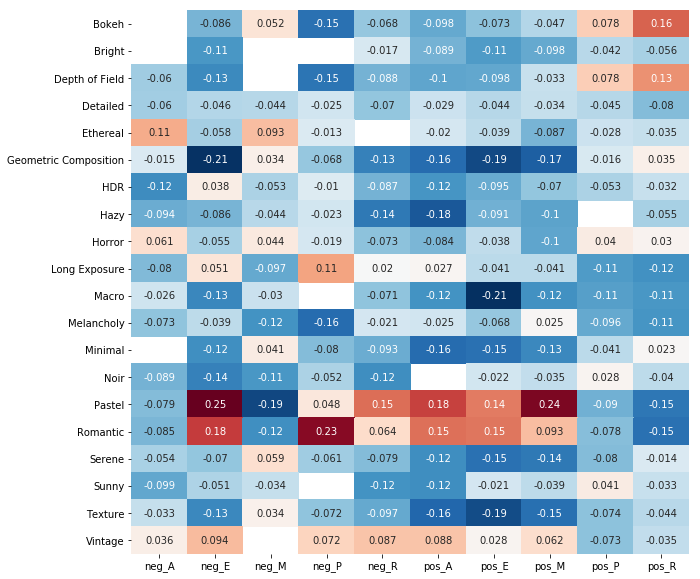 Bokeh -0.086 0.052 -0.15 -0.068 -0.098 -0.073 -0.047 0.078 0.16
Bright -0.11 -0.017 -0.089 -0.11 -0.098 -0.042 -0.056
Depth of Field -0.06 -0.13 -0.15 -0.088 -0.1 -0.098 -0.033 0.078 0.13
Detailed -0.06 -0.046 -0.044 -0.025 -0.07 -0.029 -0.044 -0.034 -0.045 -0.08
Ethereal 0.11 -0.058 0.093 -0.013 -0.02 -0.039 -0.087 -0.028 -0.035
Geometric Composition -0.015 -0.21 0.034 -0.068 -0.13 -0.16 -0.19 -0.17 -0.016 0.035
HDR -0.12 0.038 -0.053 -0.01 -0.087 -0.12 -0.095 -0.07 -0.053 -0.032
Hazy -0.094 -0.086 -0.044 -0.023 -0.14 -0.18 -0.091 -0.1 -0.055
Horror 0.061 -0.055 0.044 -0.019 -0.073 -0.084 -0.038 -0.1 0.04 0.03
Long Exposure -0.08 0.051 -0.097 0.11 0.02 0.027 -0.041 -0.041 -0.11 -0.12
Macro -0.026 -0.13 -0.03 -0.071 -0.12 -0.21 -0.12 -0.11 -0.11
Melancholy -0.073 -0.039 -0.12 -0.16 -0.021 -0.025 -0.068 0.025 -0.096 -0.11
Minimal -0.12 0.041 -0.08 -0.093 -0.16 -0.15 -0.13 -0.041 0.023
Noir -0.089 -0.14 -0.11 -0.052 -0.12 -0.022 -0.035 0.028 -0.04
Pastel -0.079 0.25 -0.19 0.048 0.15 0.18 0.14 0.24 -0.09 -0.15
Romantic -0.085 0.18 -0.12 0.23 0.064 0.15 0.15 0.093 -0.078 -0.15
Serene -0.054 -0.07 0.059 -0.061 -0.079 -0.12 -0.15 -0.14 -0.08 -0.014
Sunny -0.099 -0.051 -0.034 -0.12 -0.12 -0.021 -0.039 0.041 -0.033
Texture -0.033 -0.13 0.034 -0.072 -0.097 -0.16 -0.19 -0.15 -0.074 -0.044
Vintage 0.036 0.094 0.072 0.087 0.088 0.028 0.062 -0.073 -0.035
neg_A neg_E neg_M neg_P neg_R pos_A pos_E pos_M pos_P pos_R